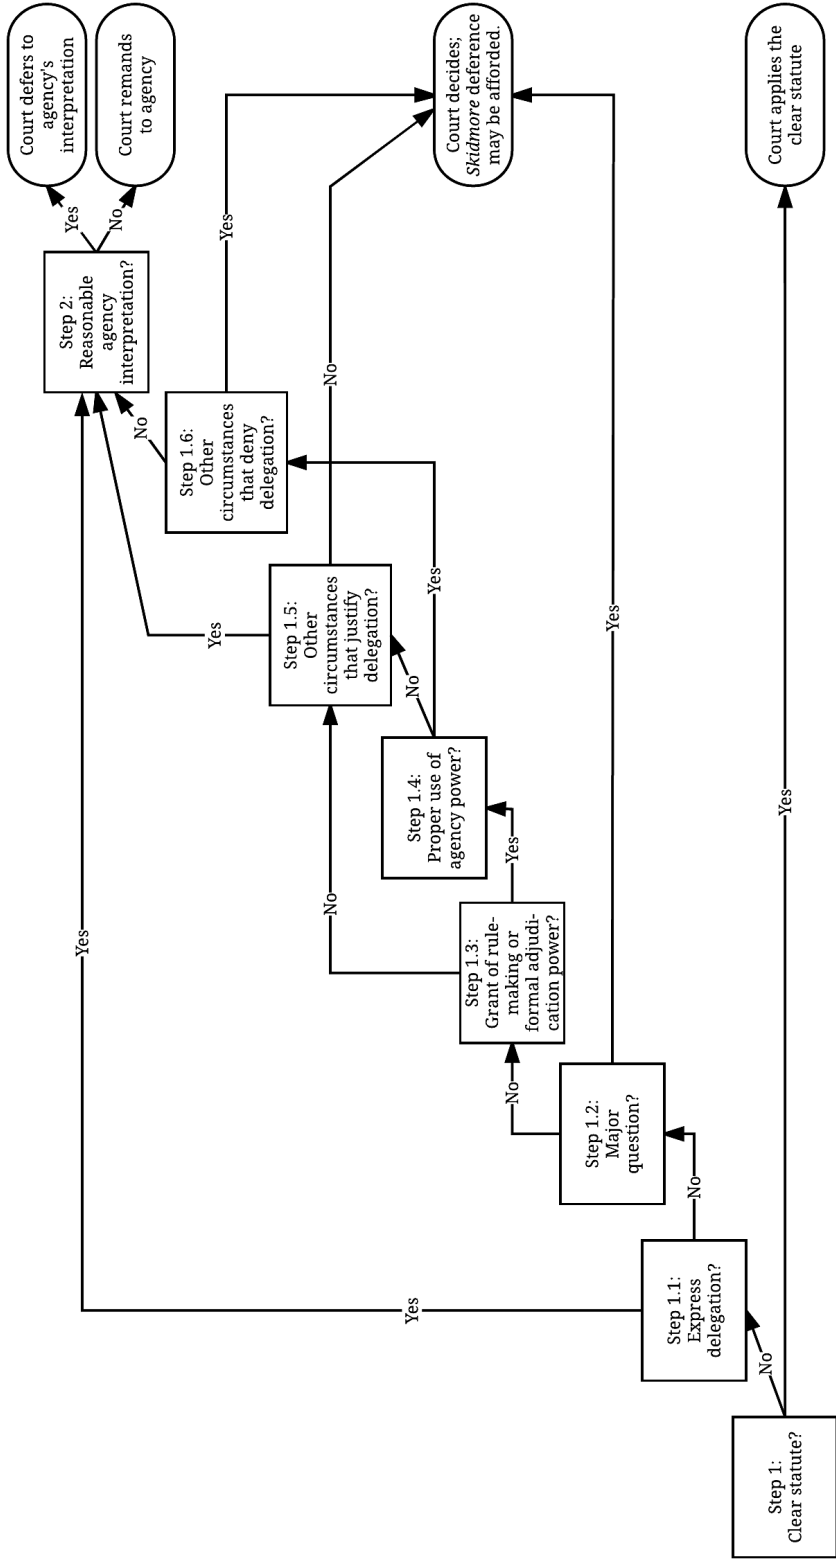 Step 1:
Clear statute?
No
Yes
Step 1.1:
Express
delegation?
Yes
No
Step 1.2:
Major
question?
No
Yes
Step 1.3:
Grant of rule-
making or
formal adjudi-
cation power?
No
Yes
Step 1.4:
Proper use of
agency power?
No
Yes
Step 1.5:
Other
circumstances
that justify
delegation?
Yes
No
Step 1.6:
Other
circumstances
that deny
delegation?
No
Yes
Yes
Step 2:
Reasonable
agency
interpretation?
Yes
No
Court defers to
agency's
interpretation
Court remands
to agency
Court decides;
Skidmore deference
may be afforded.
Court applies the
clear statute